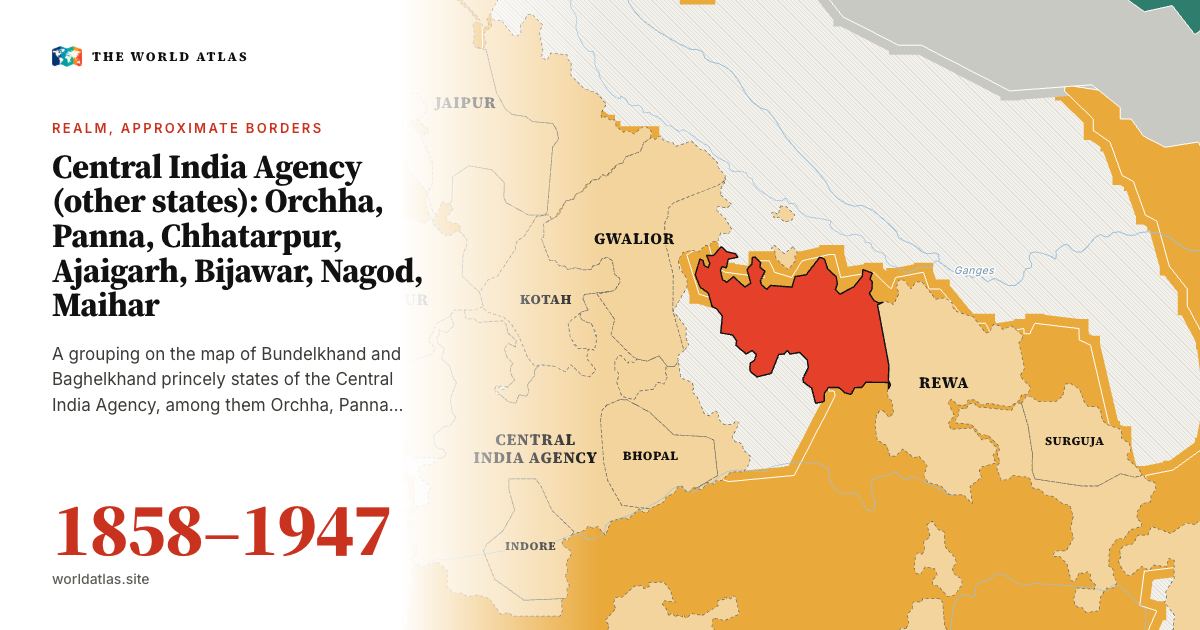 THE WORLD ATLAS
REALM, APPROXIMATE BORDERS
Central India Agency
(other states): Orchha,
Panna, Chhatarpur,
Ajaigarh, Bijawar, Nagod,
Maihar
A grouping on the map of Bundelkhand and
Baghelkhand princely states of the Central
India Agency, among them Orchha, Panna...
1858–1947
worldatlas.site
JAIPUR
GWALIOR
Ganges
KOTAH
REWA
CENTRAL
INDIA AGENCY
BHOPAL
SURGUJA
INDORE